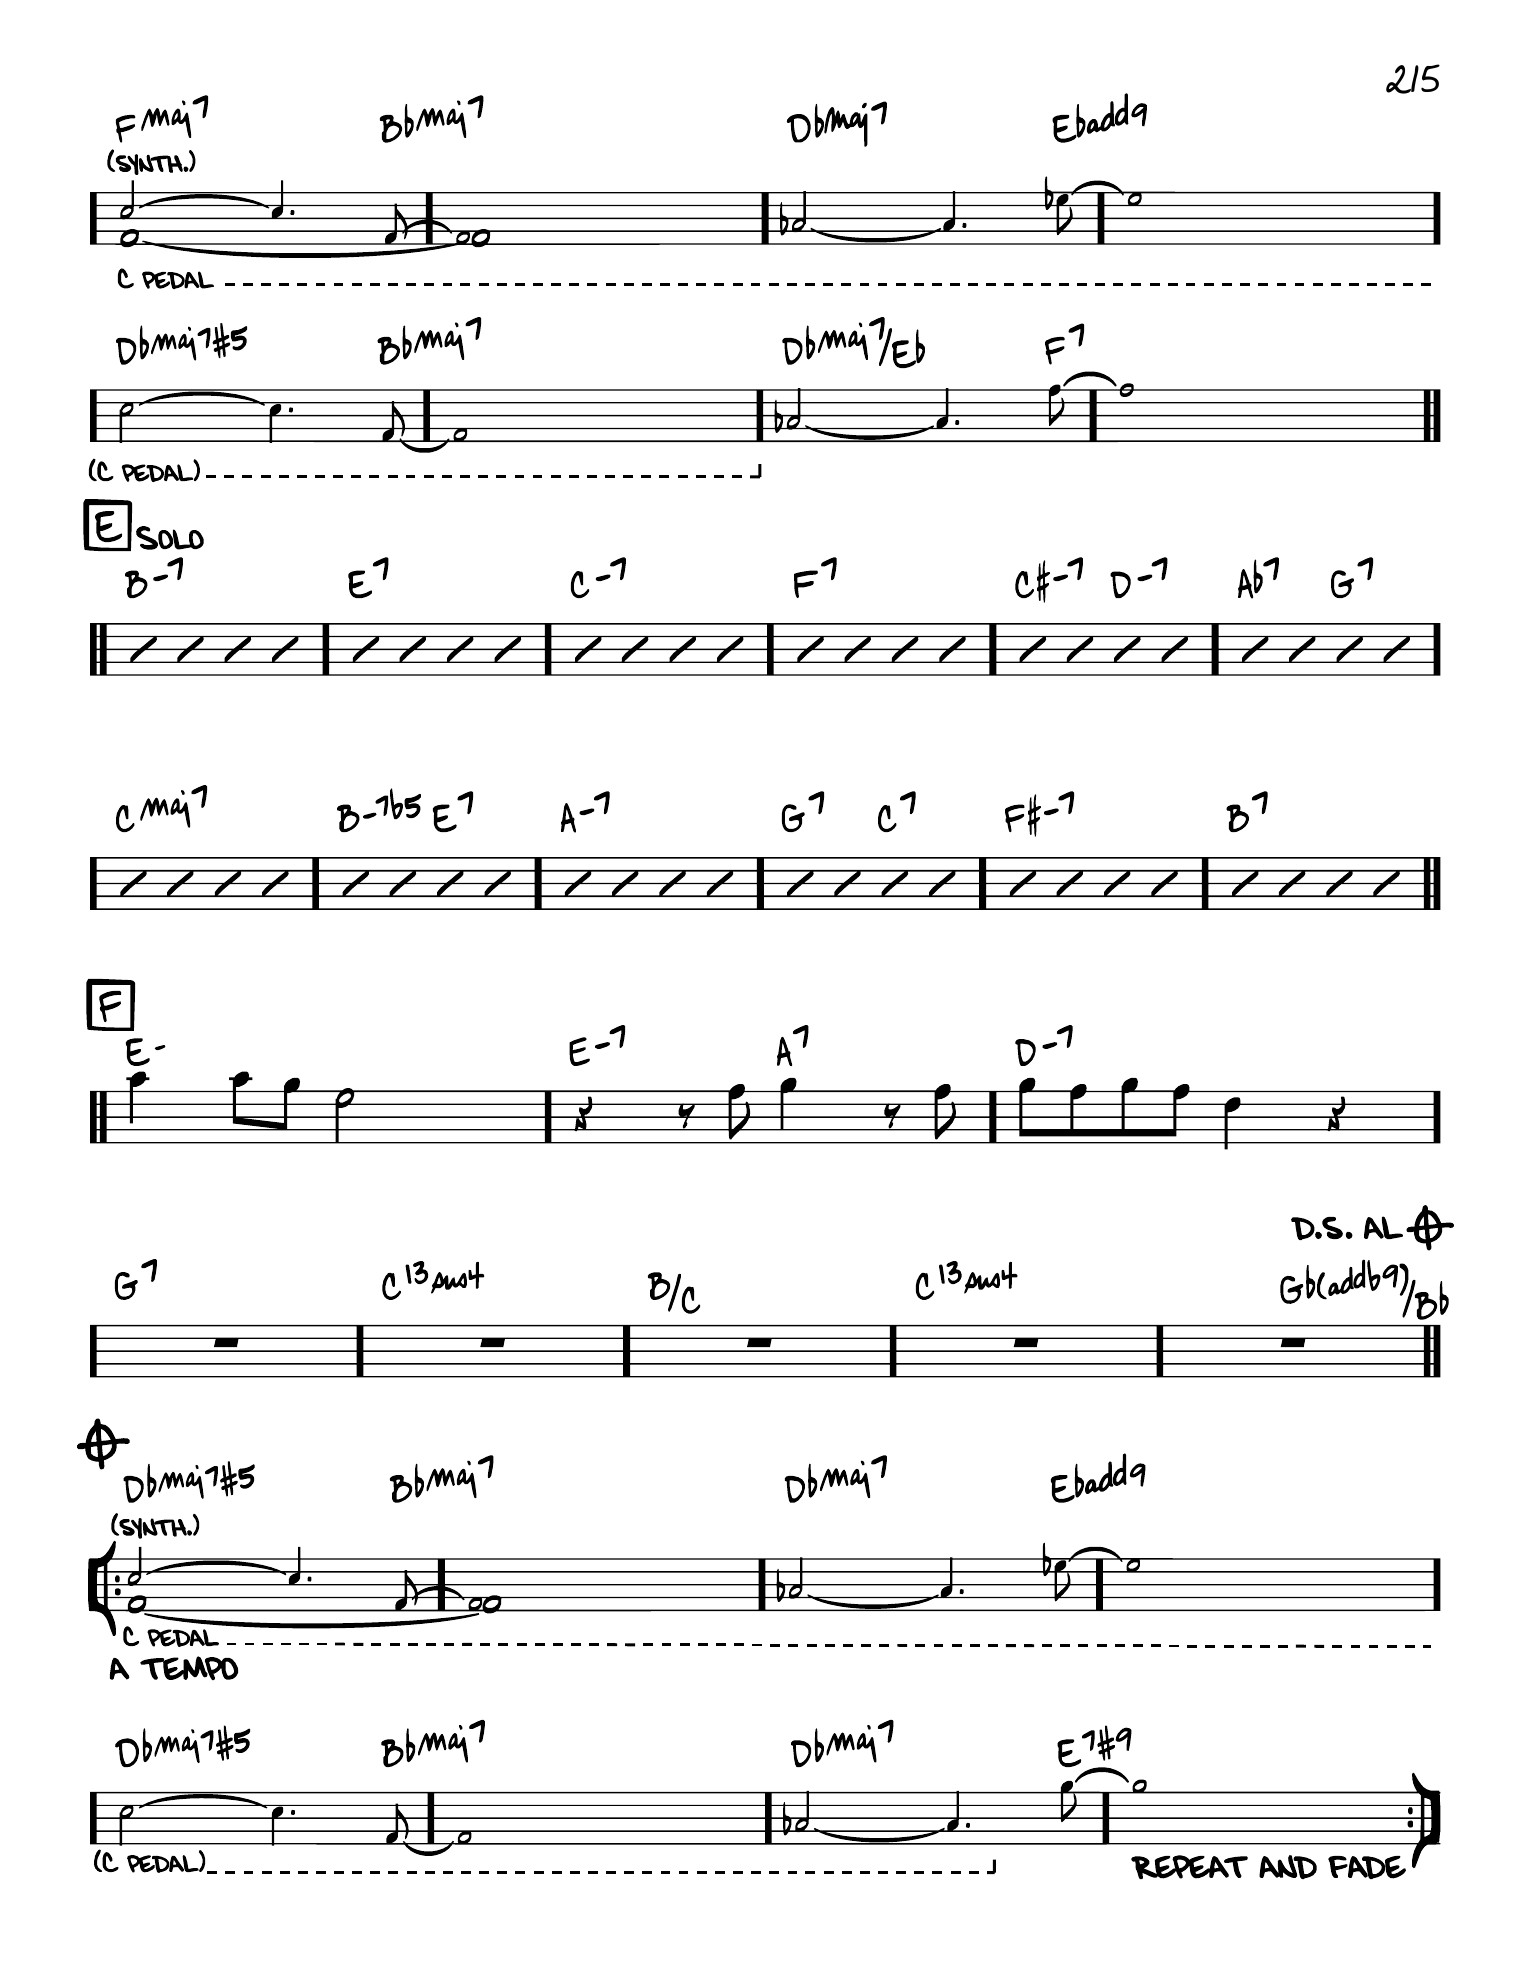 215
Fmaj7 Bbmaj7 Dbmaj7 Ebadd9
(SYNTH.)
C PEDAL
Dbmaj7#5 Bbmaj7 Dbmaj7/Eb F7
(C PEDAL)
E SOLO
B-7 E7 C-7 F7 C#-7 D-7 Ab7 G7
Cmaj7 B-7b5 E7 A-7 G7 C7 F#-7 B7
F
E- E-7 A7 D-7
D.S. AL
G7 C13sus4 B/C C13sus4 Gb(addb9)/Bb
Dbmaj7#5 Bbmaj7 Dbmaj7 Ebadd9
(SYNTH.)
C PEDAL
A TEMPO
Dbmaj7#5 Bbmaj7 Dbmaj7 E7#9
(C PEDAL) REPEAT AND FADE